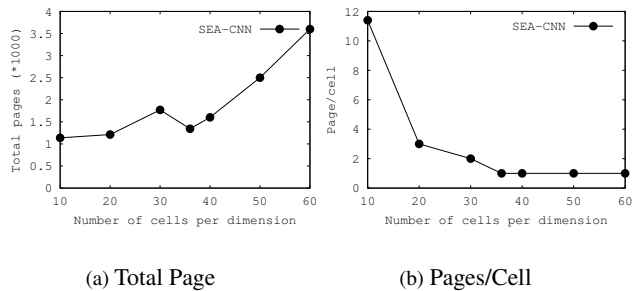 4
3.5
3
2.5
2
1.5
1
0.5
0
Total pages (*1000)
SEA-CNN
10 20 30 40 50 60
Number of cells per dimension
(a) Total Page
12
10
8
6
4
2
0
Page/cell
SEA-CNN
10 20 30 40 50 60
Number of cells per dimension
(b) Pages/Cell